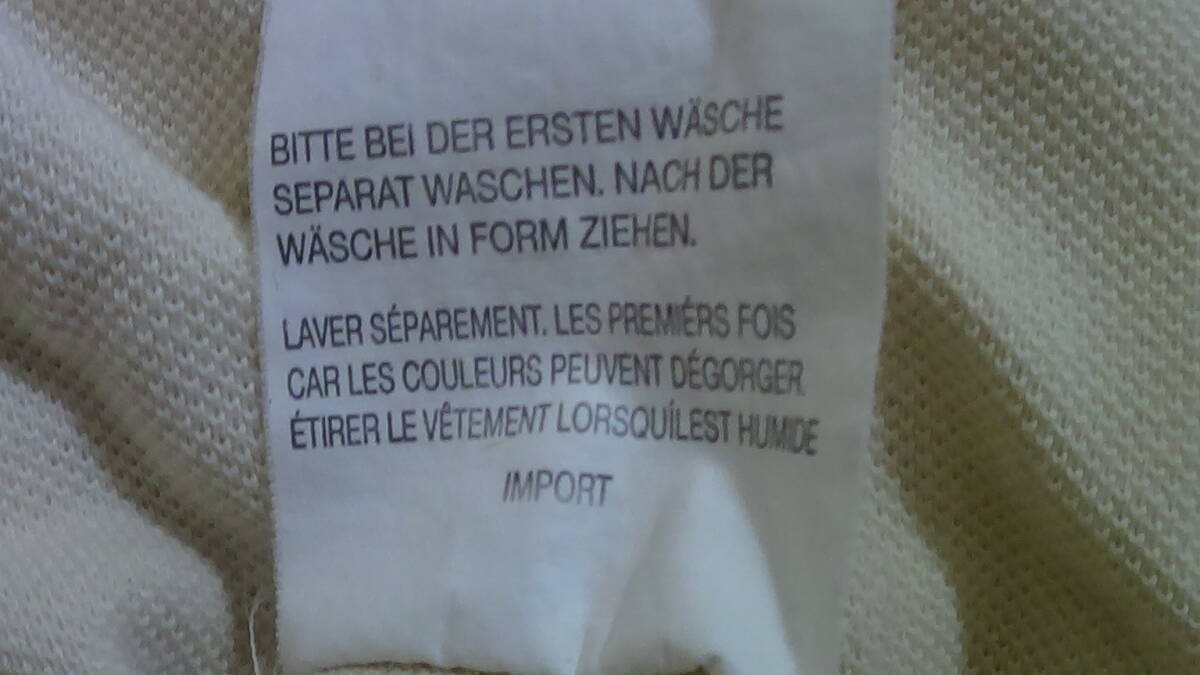 BITTE BEI DER ERSTEN WÄSCHE
SEPARAT WASCHEN. NACH DER
WÄSCHE IN FORM ZIEHEN.
LAVER SÉPAREMENT. LES PREMIÉRS FOIS
CAR LES COULEURS PEUVENT DÉGORGER.
ÉTIRER LE VÊTEMENT LORSQUÍLEST HUMIDE
IMPORT